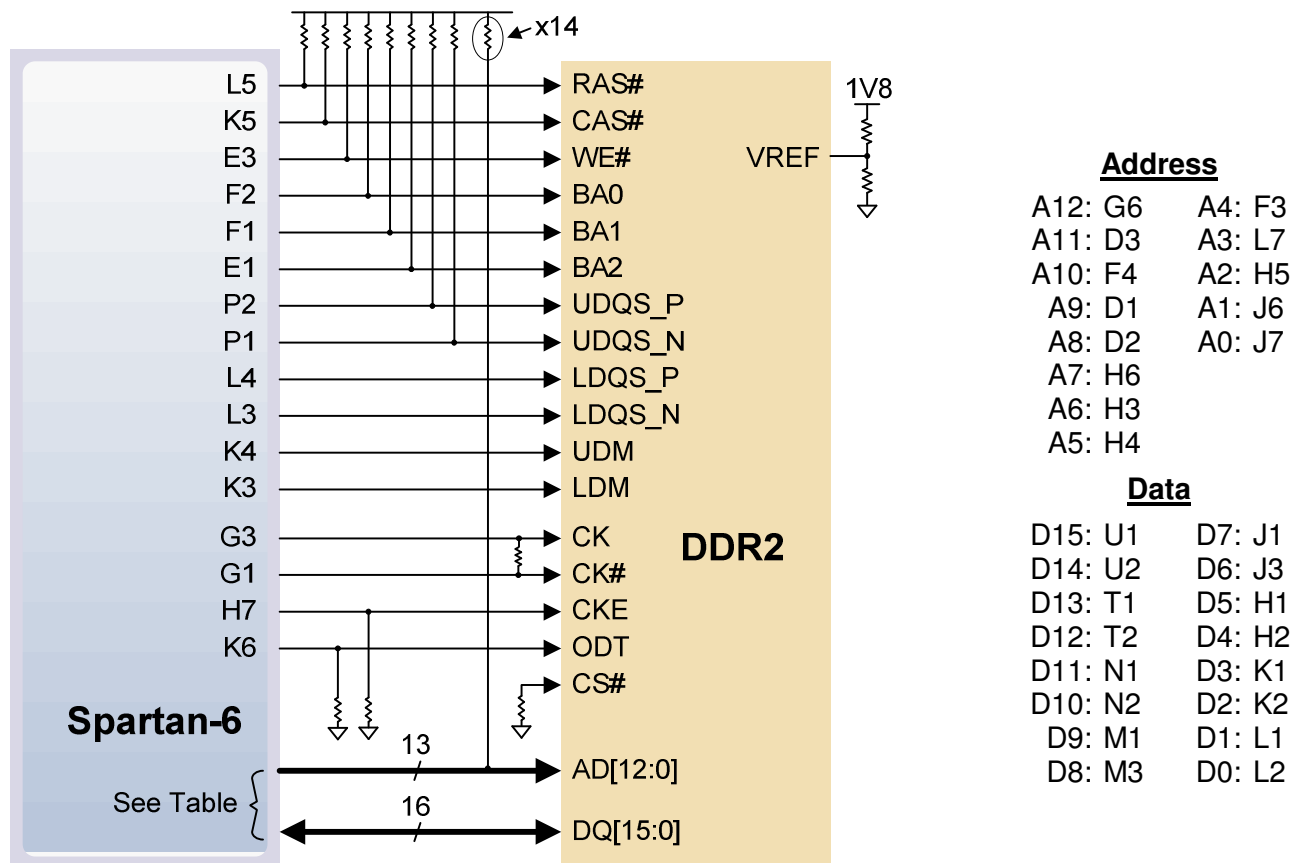 x14
L5 RAS#
K5 CAS#
E3 WE#
F2 BA0
F1 BA1
E1 BA2
P2 UDQS_P
P1 UDQS_N
L4 LDQS_P
L3 LDQS_N
K4 UDM
K3 LDM
G3 CK
G1 CK#
H7 CKE
K6 ODT
CS#
1V8
VREF
DDR2
Spartan-6
13
AD[12:0]
See Table
16
DQ[15:0]
Address
A12: G6 A4: F3
A11: D3 A3: L7
A10: F4 A2: H5
A9: D1 A1: J6
A8: D2 A0: J7
A7: H6
A6: H3
A5: H4
Data
D15: U1 D7: J1
D14: U2 D6: J3
D13: T1 D5: H1
D12: T2 D4: H2
D11: N1 D3: K1
D10: N2 D2: K2
D9: M1 D1: L1
D8: M3 D0: L2